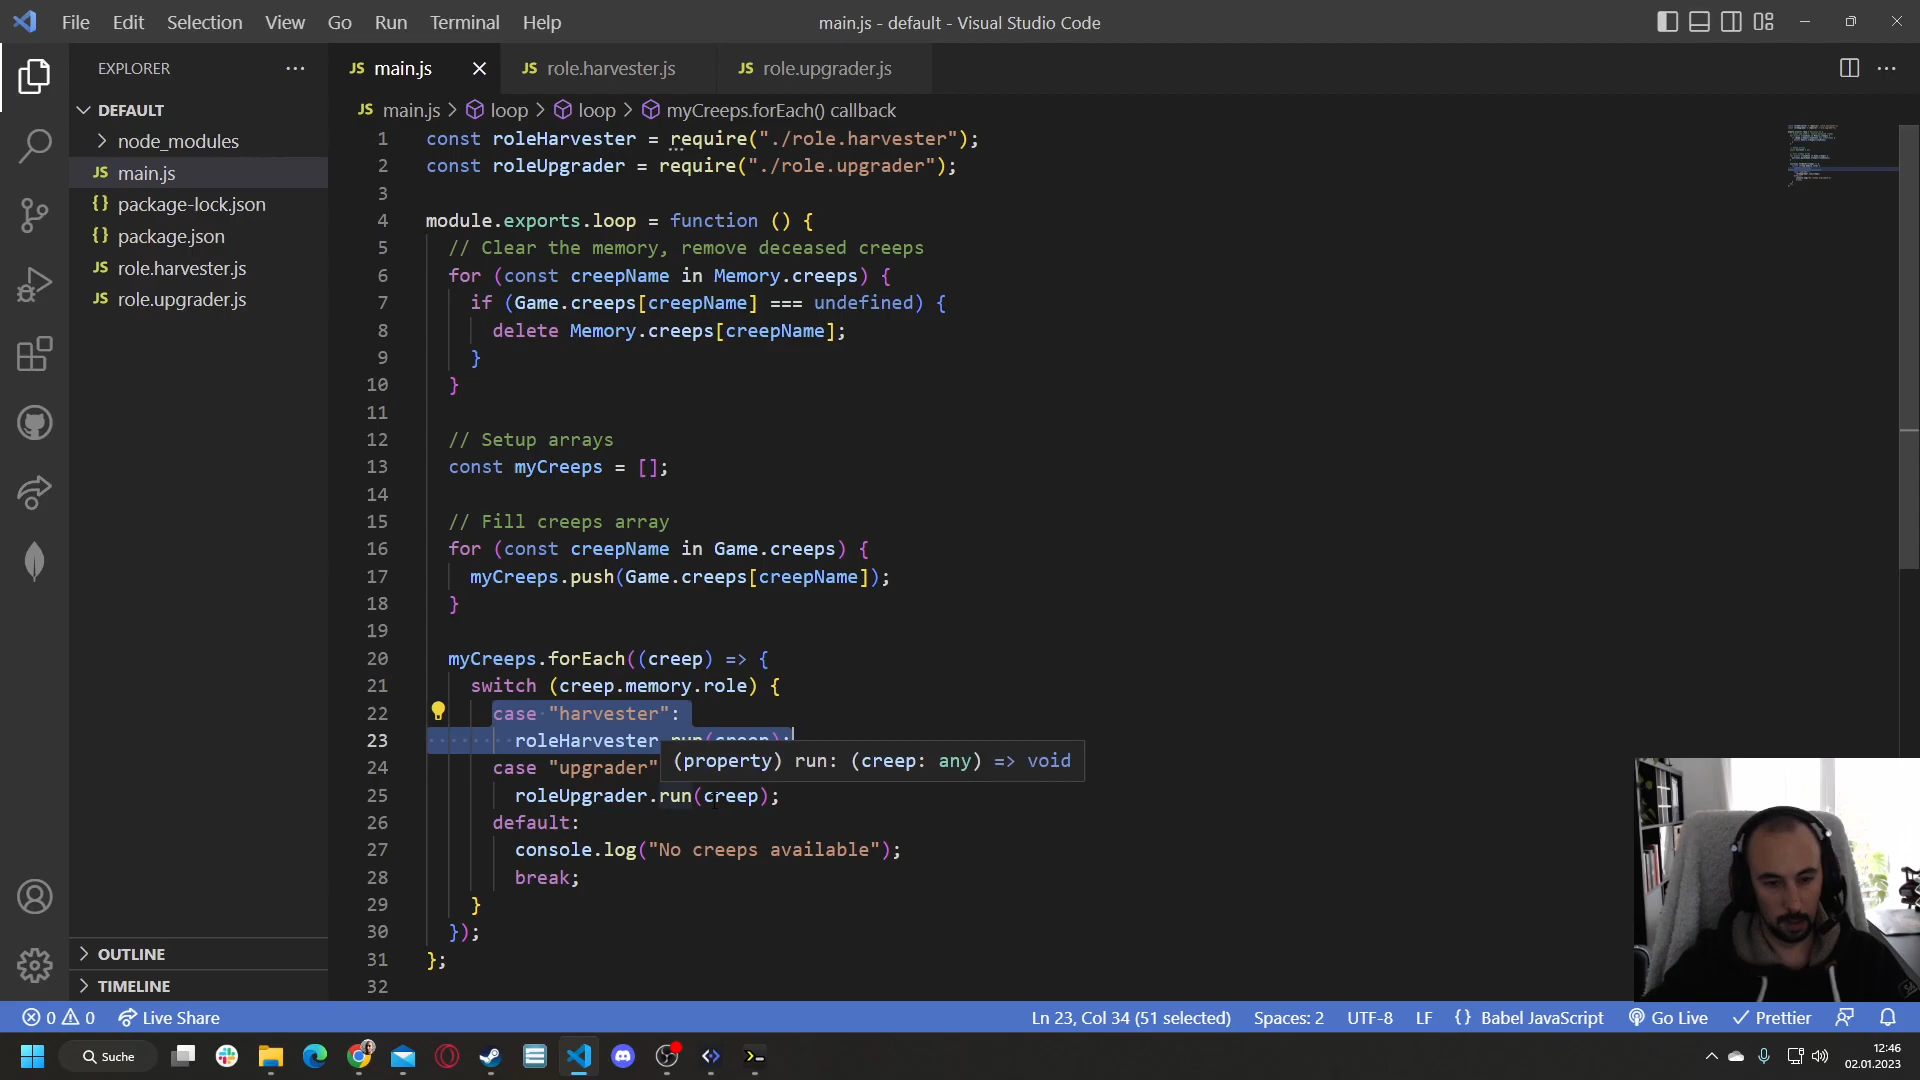 File Edit Selection View Go Run Terminal Help
main.js - default - Visual Studio Code
EXPLORER
JS main.js
JS role.harvester.js
JS role.upgrader.js
DEFAULT
node_modules
JS main.js
{} package-lock.json
{} package.json
JS role.harvester.js
JS role.upgrader.js
OUTLINE
TIMELINE
JS main.js > loop > loop > myCreeps.forEach() callback
1 const roleHarvester = require("./role.harvester");
2 const roleUpgrader = require("./role.upgrader");
3
4 module.exports.loop = function () {
5 // Clear the memory, remove deceased creeps
6 for (const creepName in Memory.creeps) {
7 if (Game.creeps[creepName] === undefined) {
8 delete Memory.creeps[creepName];
9 }
10 }
11
12 // Setup arrays
13 const myCreeps = [];
14
15 // Fill creeps array
16 for (const creepName in Game.creeps) {
17 myCreeps.push(Game.creeps[creepName]);
18 }
19
20 myCreeps.forEach((creep) => {
21 switch (creep.memory.role) {
22 case "harvester":
23 roleHarvester.run(creep);
(property) run: (creep: any) => void
24 case "upgrader"
25 roleUpgrader.run(creep);
26 default:
27 console.log("No creeps available");
28 break;
29 }
30 });
31 };
32
0 0 Live Share
Ln 23, Col 34 (51 selected) Spaces: 2 UTF-8 LF {} Babel JavaScript Go Live Prettier
Suche
12:46
02.01.2023